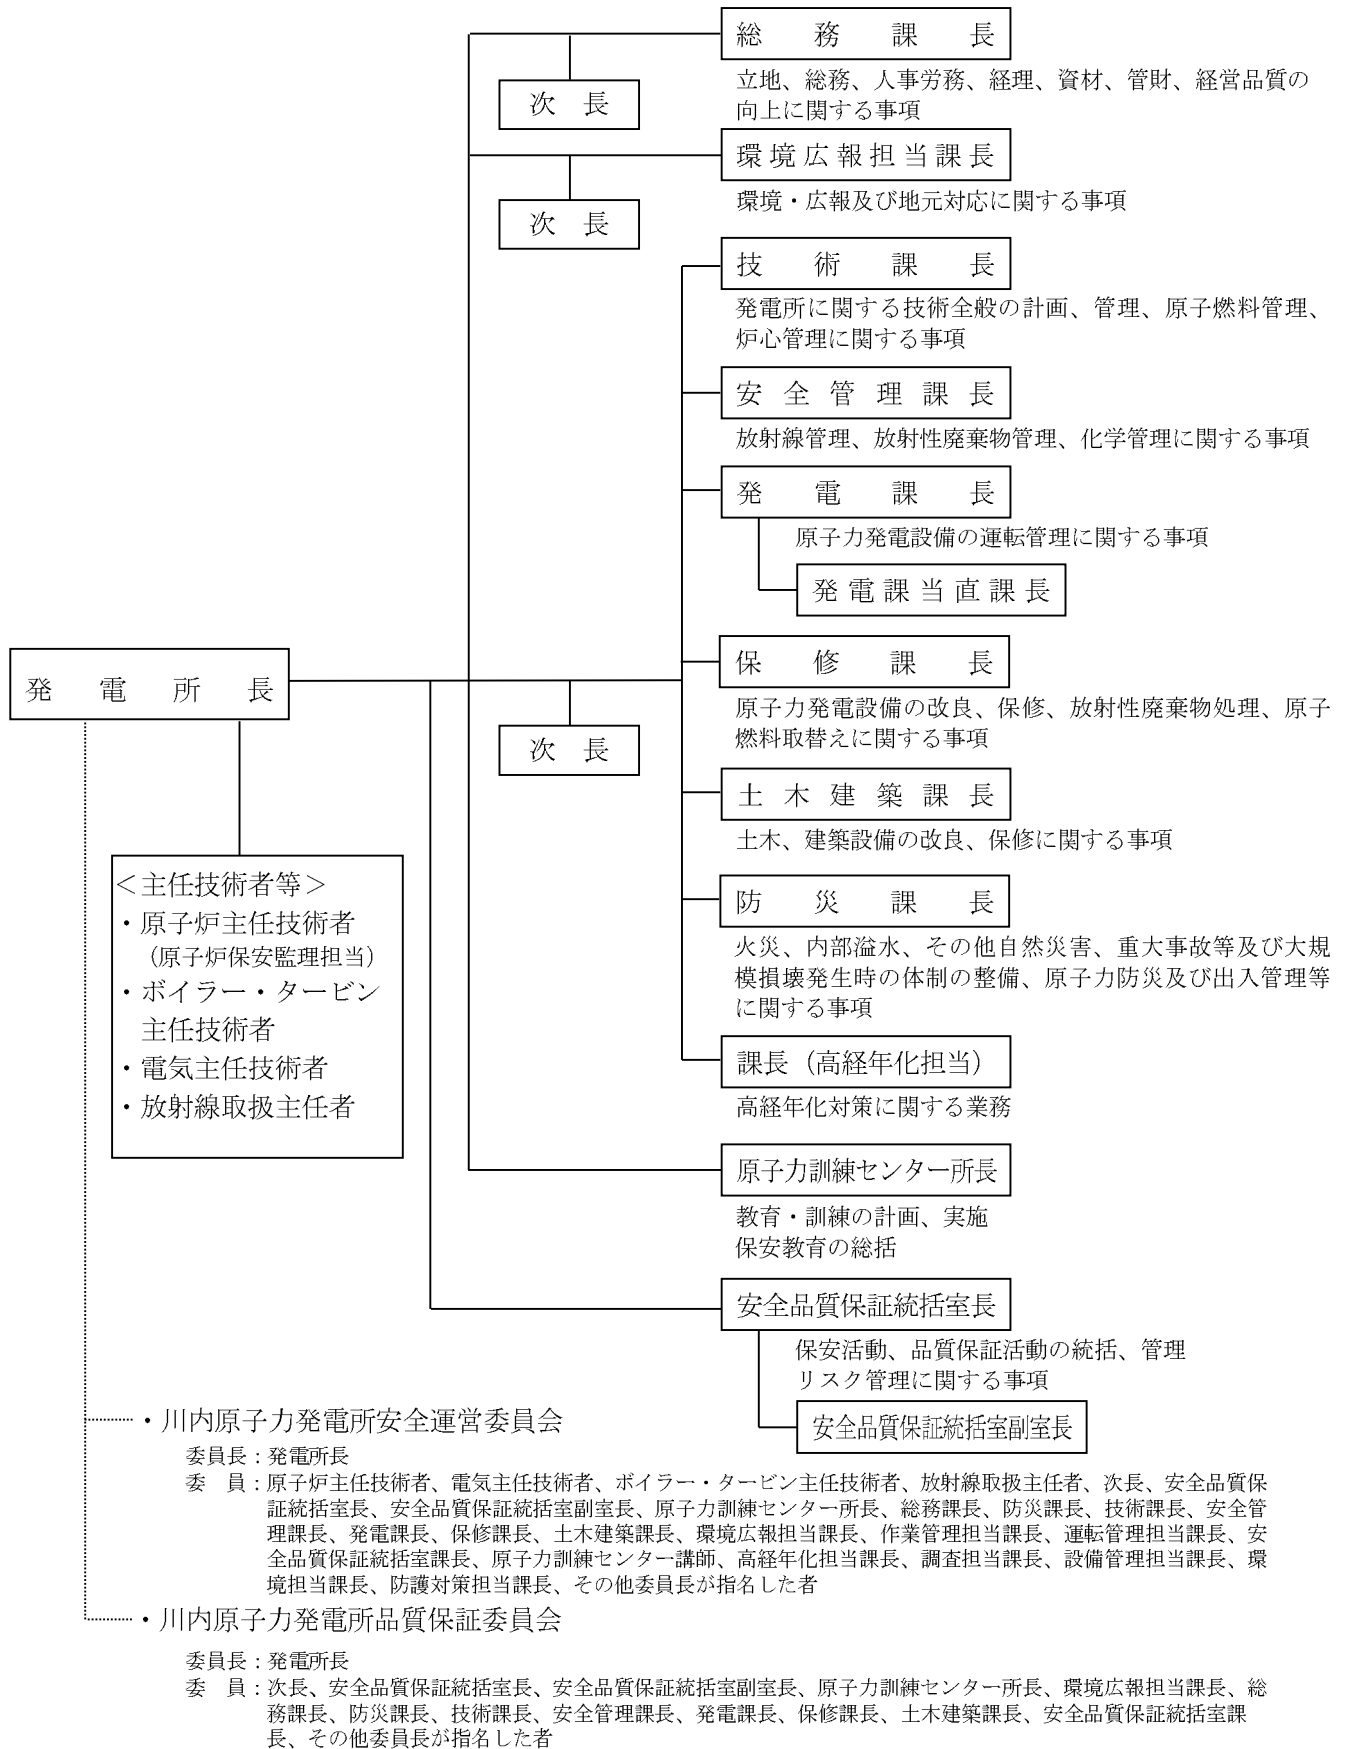 総務課長
立地、総務、人事労務、経理、資材、管財、経営品質の
向上に関する事項
次長
環境広報担当課長
環境・広報及び地元対応に関する事項
次長
技術課長
発電所に関する技術全般の計画、管理、原子燃料管理、
炉心管理に関する事項
安全管理課長
放射線管理、放射性廃棄物管理、化学管理に関する事項
発電課長
原子力発電設備の運転管理に関する事項
発電課当直課長
発電所長
保修課長
原子力発電設備の改良、保修、放射性廃棄物処理、原子
燃料取替えに関する事項
次長
土木建築課長
土木、建築設備の改良、保修に関する事項
防災課長
火災、内部溢水、その他自然災害、重大事故等及び大規
模損壊発生時の体制の整備、原子力防災及び出入管理等
に関する事項
課長（高経年化担当）
高経年化対策に関する業務
＜主任技術者等＞
・原子炉主任技術者
（原子炉保安監理担当）
・ボイラー・タービン
主任技術者
・電気主任技術者
・放射線取扱主任者
原子力訓練センター所長
教育・訓練の計画、実施
保安教育の総括
安全品質保証統括室長
保安活動、品質保証活動の統括、管理
リスク管理に関する事項
安全品質保証統括室副室長
・川内原子力発電所安全運営委員会
委員長：発電所長
委　員：原子炉主任技術者、電気主任技術者、ボイラー・タービン主任技術者、放射線取扱主任者、次長、安全品質保
証統括室長、安全品質保証統括室副室長、原子力訓練センター所長、総務課長、防災課長、技術課長、安全管
理課長、発電課長、保修課長、土木建築課長、環境広報担当課長、作業管理担当課長、運転管理担当課長、安
全品質保証統括室課長、原子力訓練センター講師、高経年化担当課長、調査担当課長、設備管理担当課長、環
境担当課長、防護対策担当課長、その他委員長が指名した者
・川内原子力発電所品質保証委員会
委員長：発電所長
委　員：次長、安全品質保証統括室長、安全品質保証統括室副室長、原子力訓練センター所長、環境広報担当課長、総
務課長、防災課長、技術課長、安全管理課長、発電課長、保修課長、土木建築課長、安全品質保証統括室課
長、その他委員長が指名した者